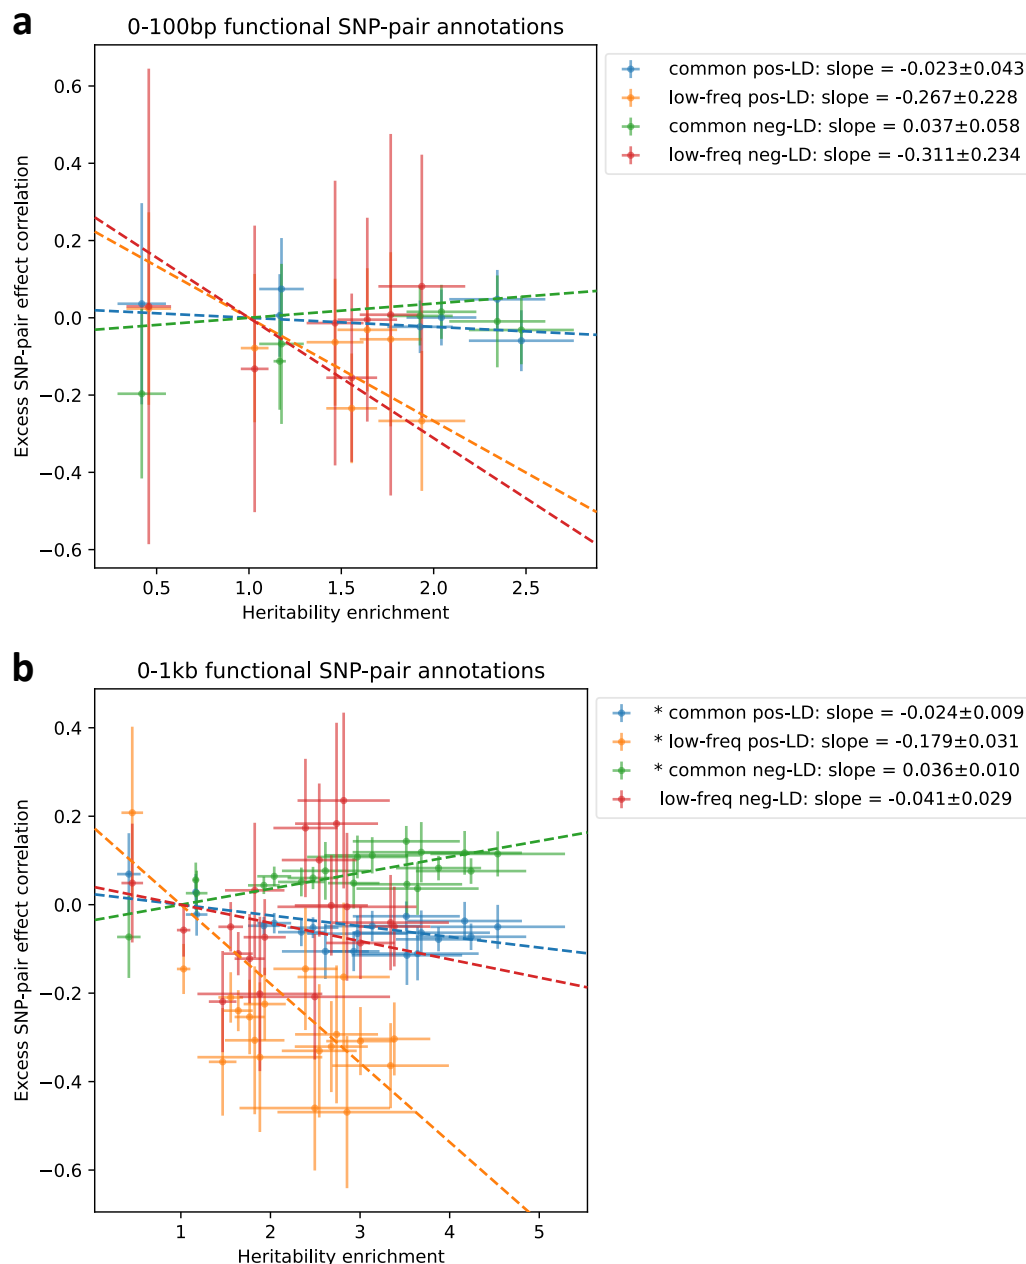 a
0-100bp functional SNP-pair annotations
common pos-LD: slope = -0.023±0.043
low-freq pos-LD: slope = -0.267±0.228
common neg-LD: slope = 0.037±0.058
low-freq neg-LD: slope = -0.311±0.234
Excess SNP-pair effect correlation
0.6
0.4
0.2
0.0
−0.2
−0.4
−0.6
0.5 1.0 1.5 2.0 2.5
Heritability enrichment
b
0-1kb functional SNP-pair annotations
* common pos-LD: slope = -0.024±0.009
* low-freq pos-LD: slope = -0.179±0.031
* common neg-LD: slope = 0.036±0.010
low-freq neg-LD: slope = -0.041±0.029
Excess SNP-pair effect correlation
0.4
0.2
0.0
−0.2
−0.4
−0.6
1 2 3 4 5
Heritability enrichment